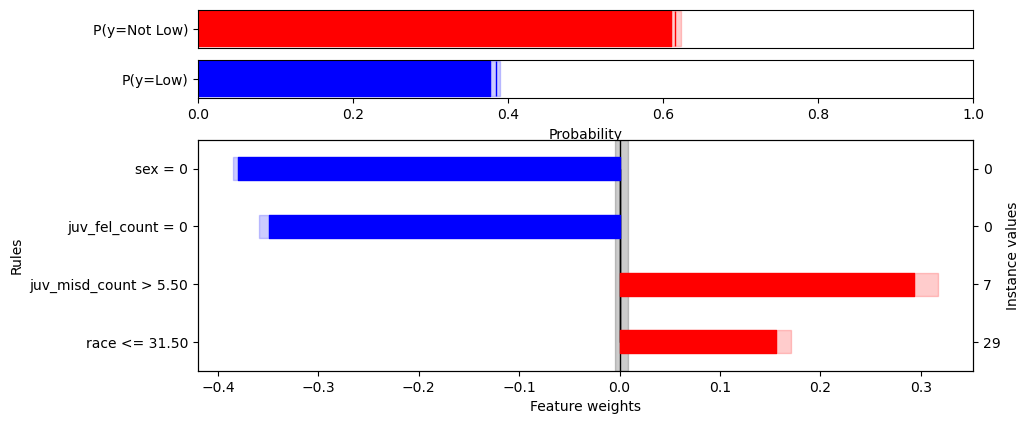 P(y=Not Low)
P(y=Low)
0.0 0.2 0.4 0.6 0.8 1.0
Probability
sex = 0 0
juv_fel_count = 0 0
juv_misd_count > 5.50 7
race <= 31.50 29
Rules
Instance values
−0.4 −0.3 −0.2 −0.1 0.0 0.1 0.2 0.3
Feature weights